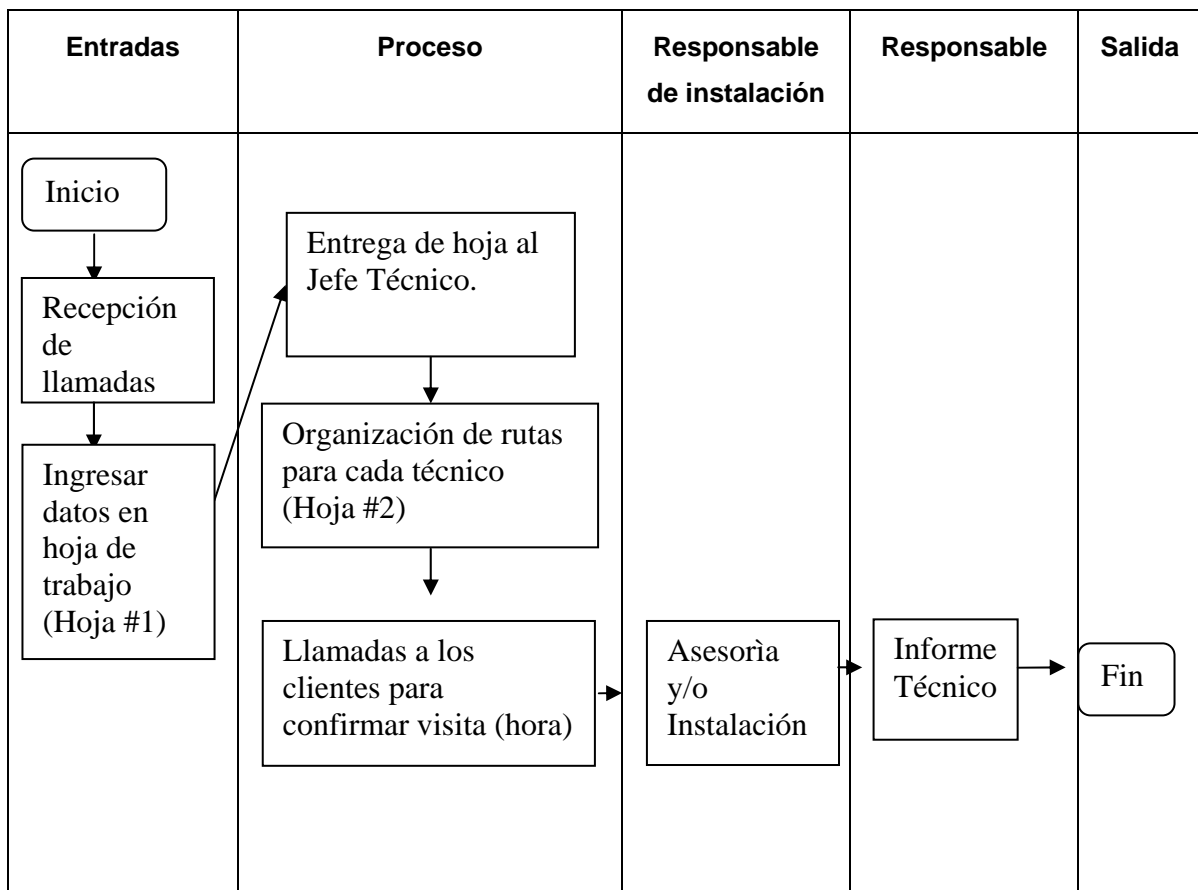 Entradas
Proceso
Responsable
de instalación
Responsable
Salida
Inicio
Recepción
de
llamadas
Ingresar
datos en
hoja de
trabajo
(Hoja #1)
Entrega de hoja al
Jefe Técnico.
Organización de rutas
para cada técnico
(Hoja #2)
Llamadas a los
clientes para
confirmar visita (hora)
Asesorìa
y/o
Instalación
Informe
Técnico
Fin